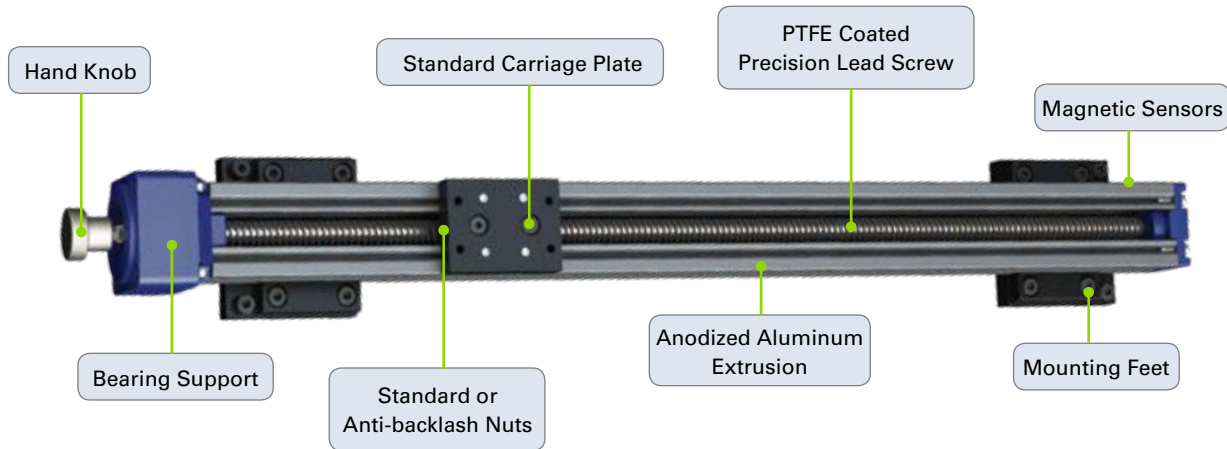 Hand Knob
Standard Carriage Plate
PTFE Coated
Precision Lead Screw
Magnetic Sensors
Bearing Support
Standard or
Anti-backlash Nuts
Anodized Aluminum
Extrusion
Mounting Feet